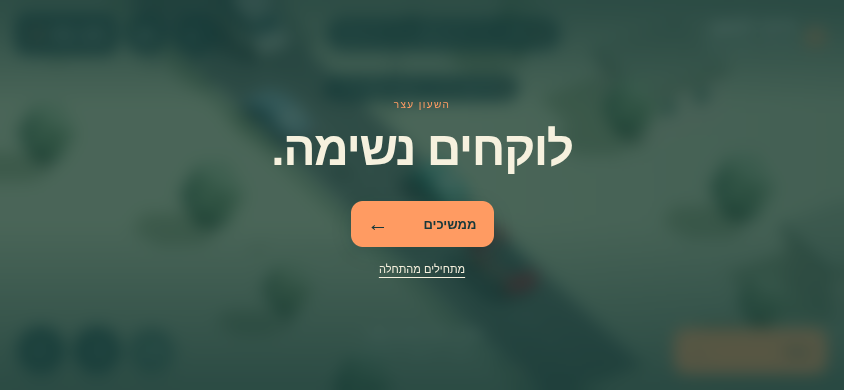 השעון עצר
לוקחים נשימה.
ממשיכים ←
מתחילים מהתחלה